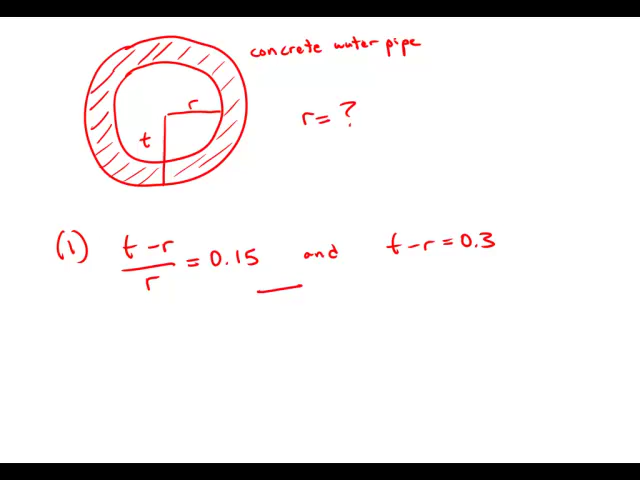 concrete water pipe
r
r = ?
t
(1) t - r / r = 0.15 and t - r = 0.3